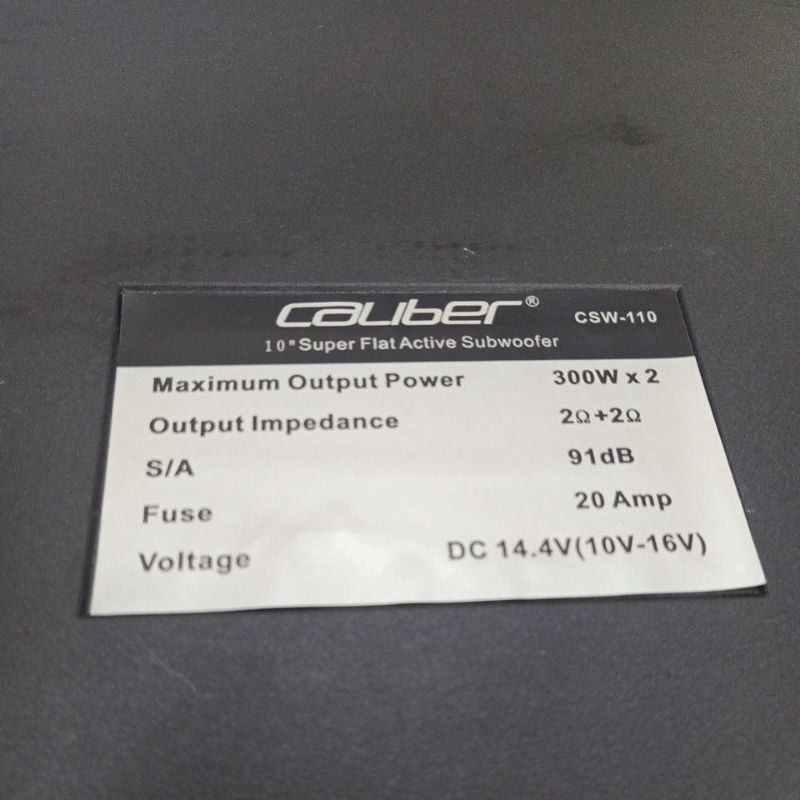 caliber®
CSW-110
10" Super Flat Active Subwoofer
Maximum Output Power 300W x 2
Output Impedance 2Ω+2Ω
S/A 91dB
Fuse 20 Amp
Voltage DC 14.4V(10V-16V)